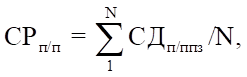 СР п/п = N ∑ 1 СД п/ппз /N,